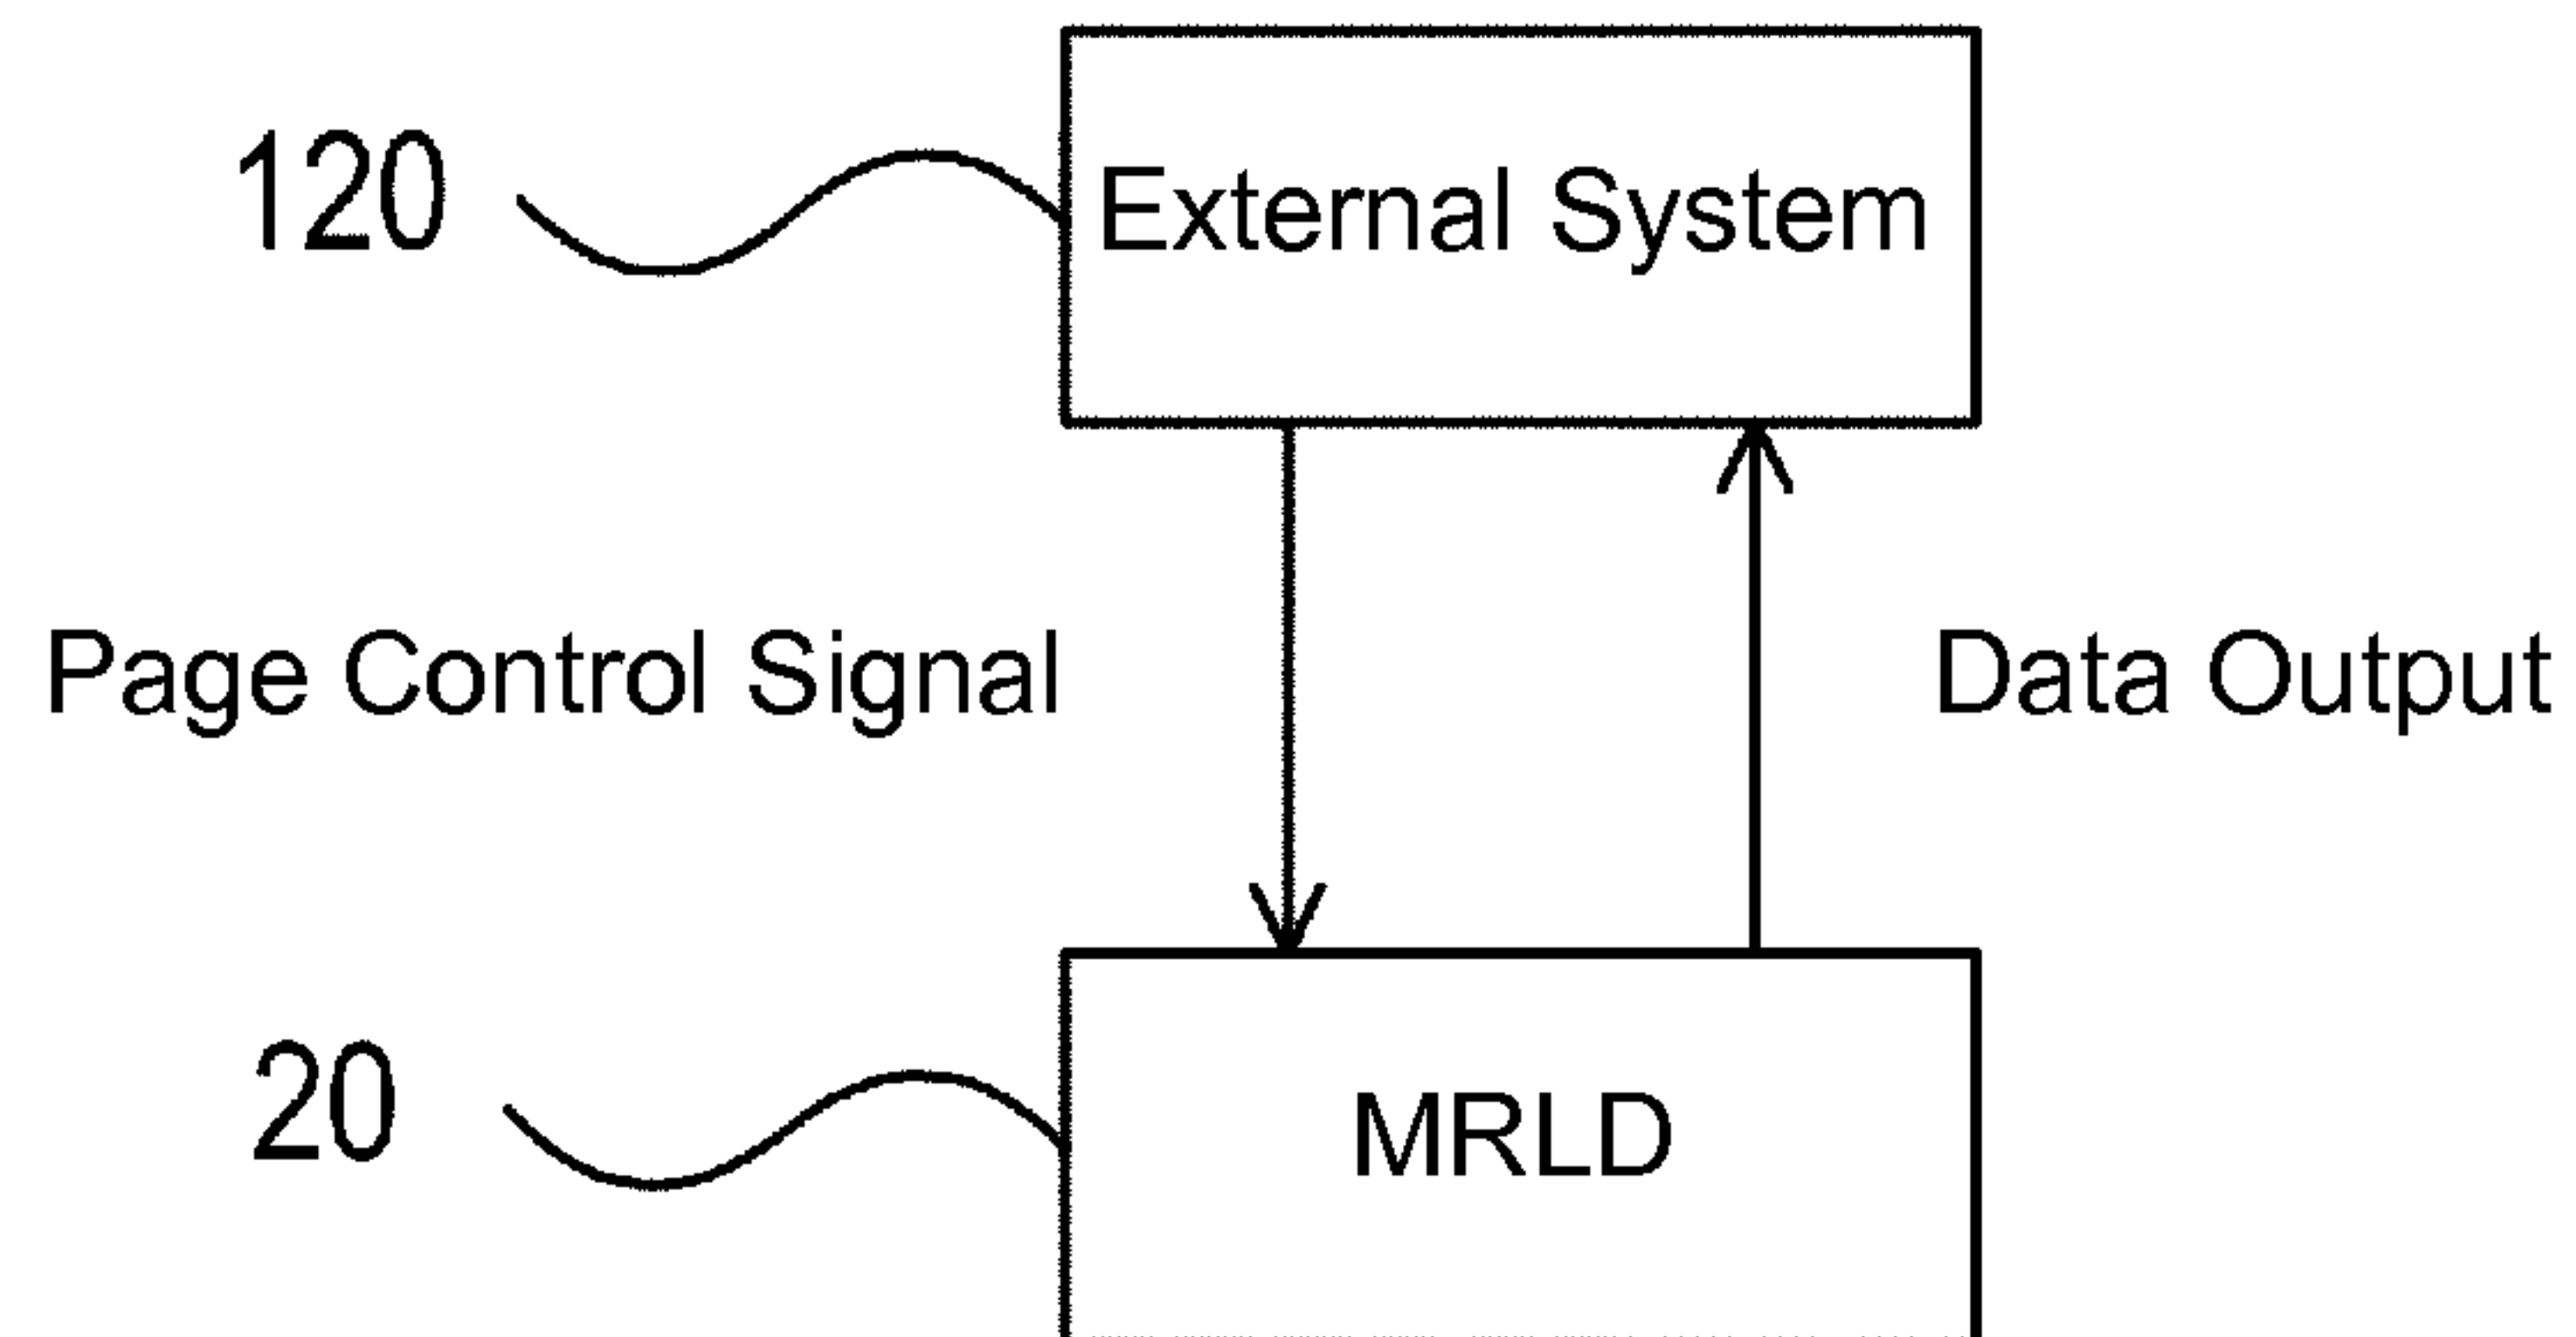 120
External System
Page Control Signal
Data Output
20
MRLD